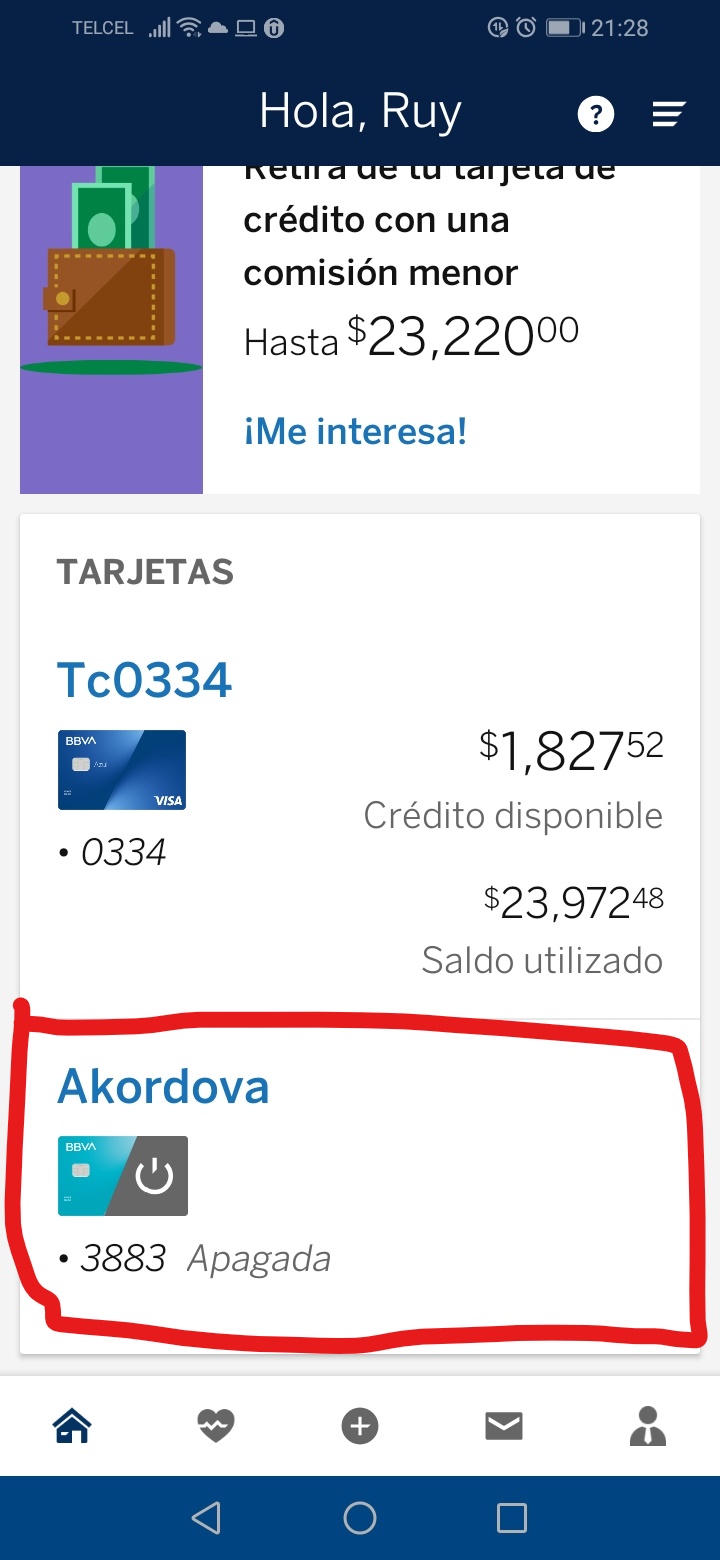 TELCEL 21:28
Hola, Ruy ?
Retira de tu tarjeta de
crédito con una
comisión menor
Hasta $23,220.00
¡Me interesa!
TARJETAS
Tc0334
BBVA
Azul
VISA
$1,827.52
Crédito disponible
• 0334
$23,972.48
Saldo utilizado
Akordova
BBVA
• 3883 Apagada